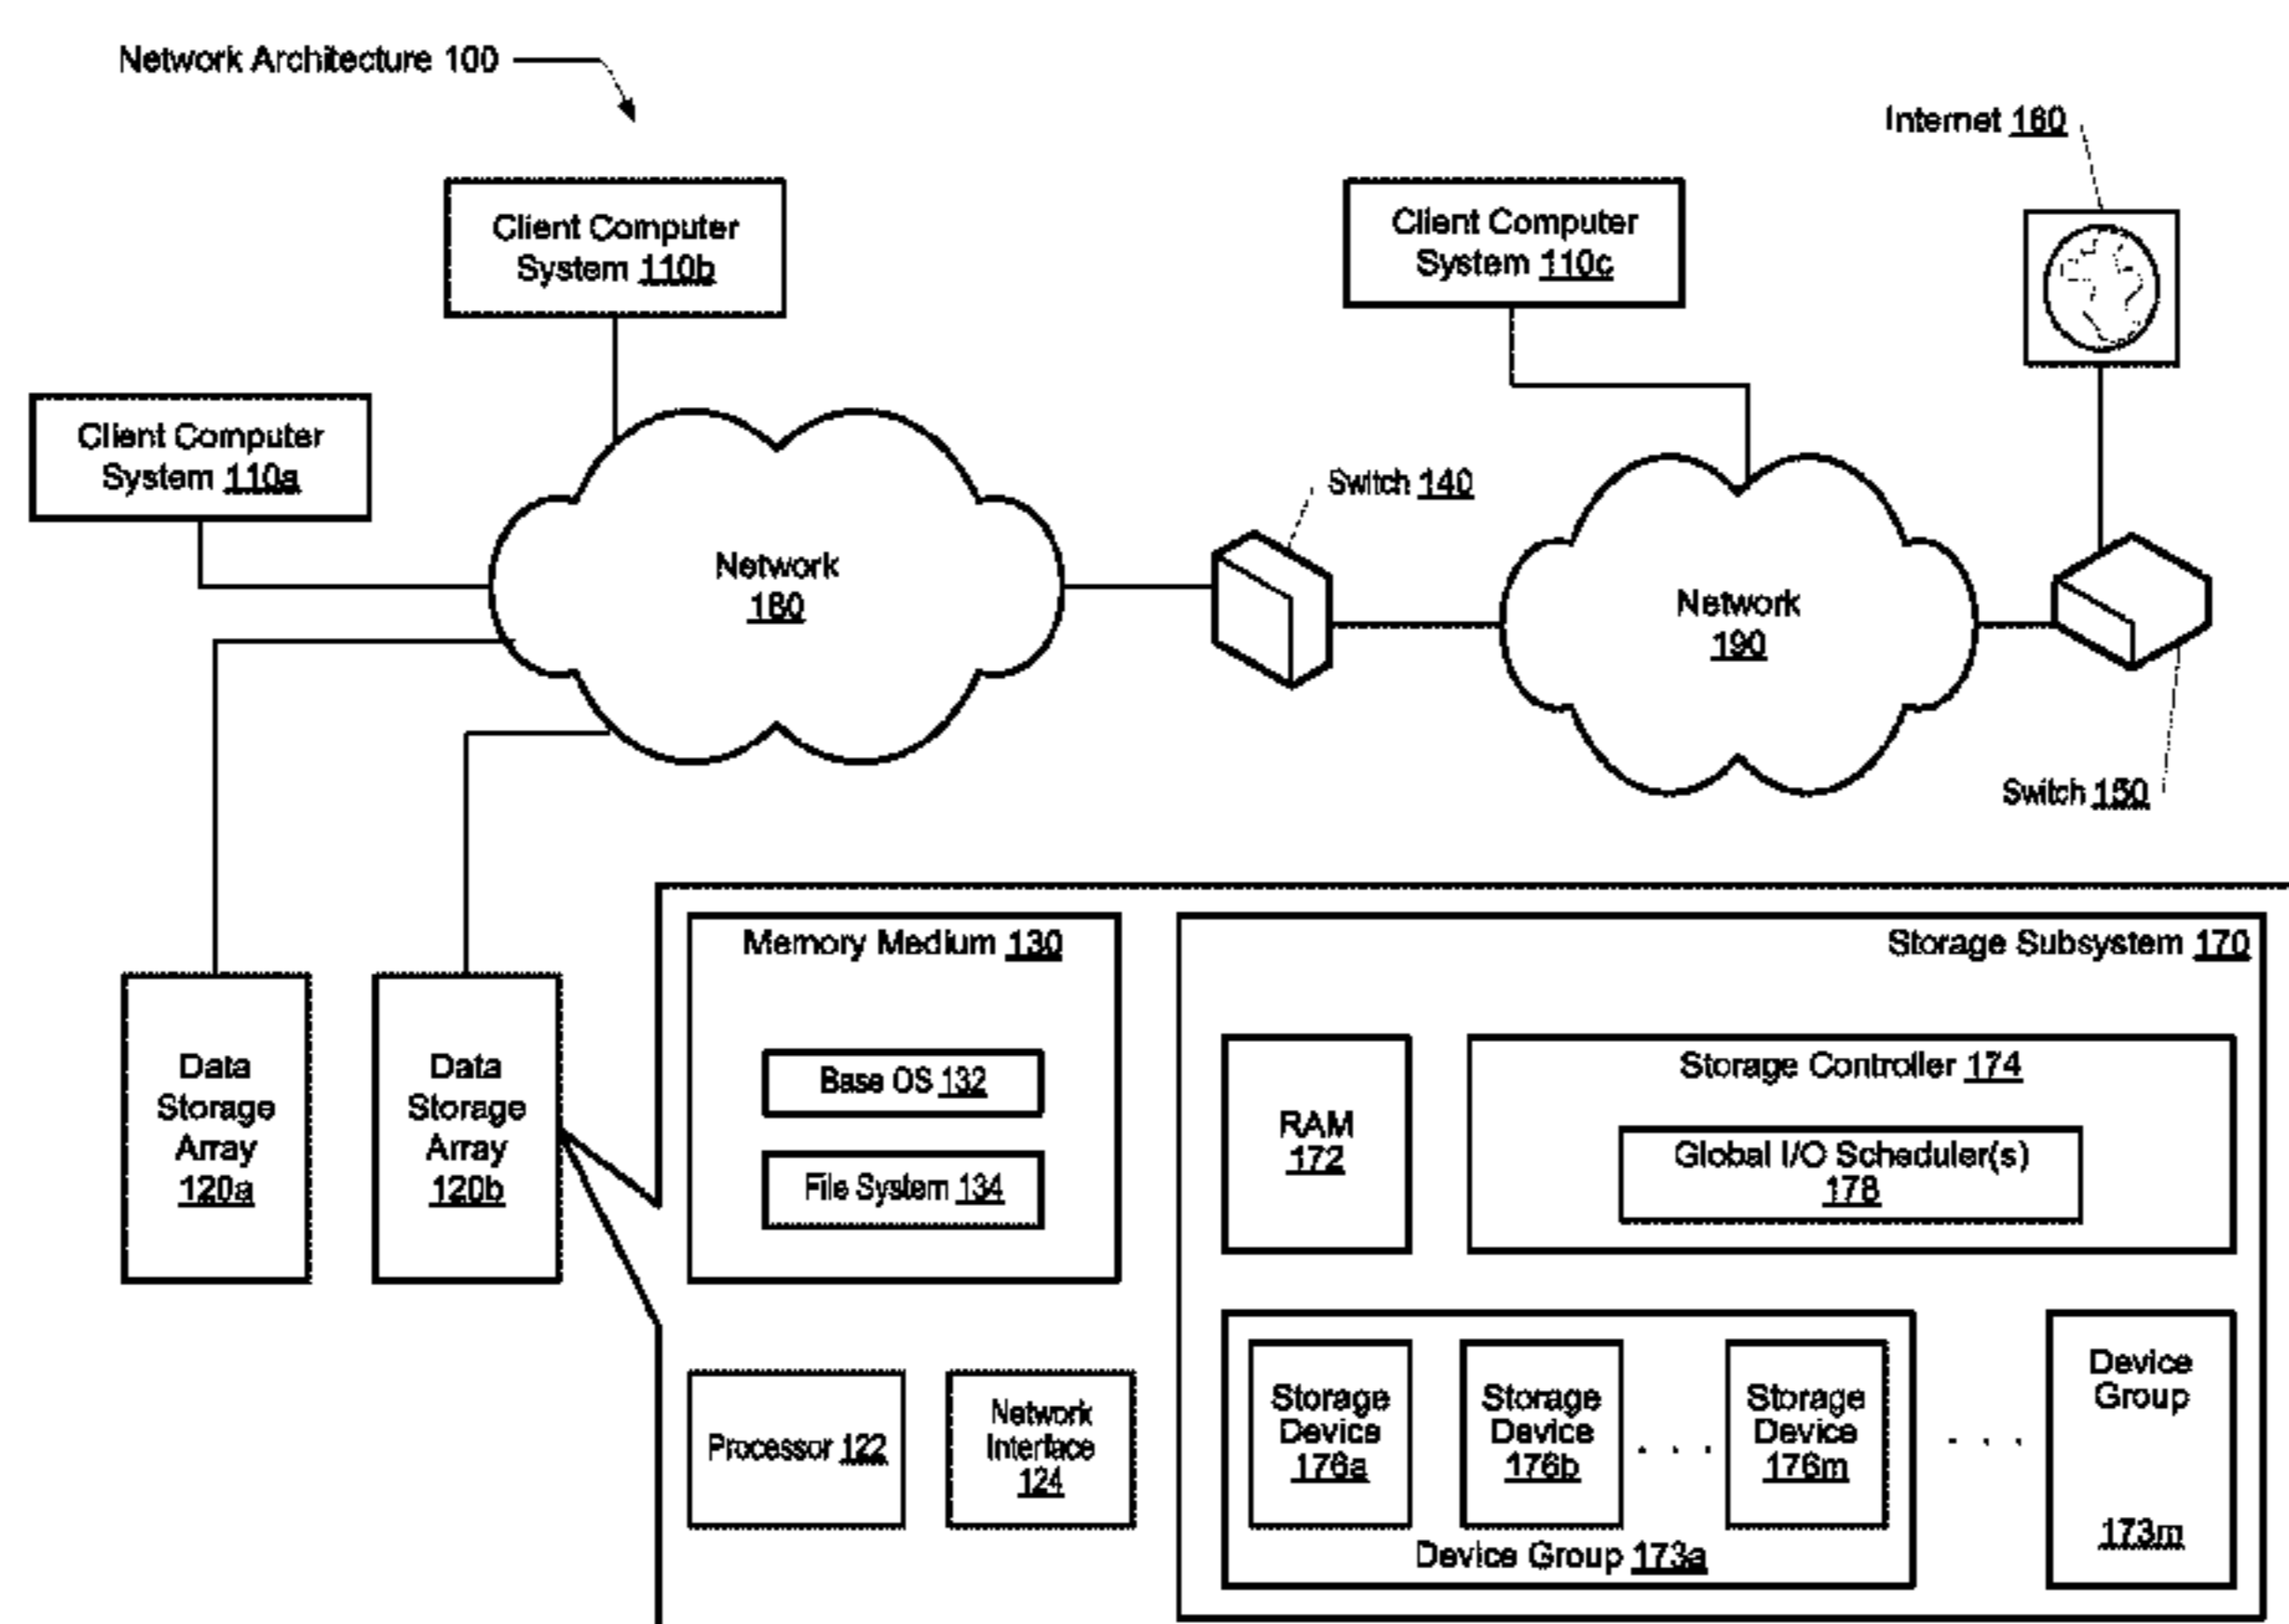 Network Architecture 100
Internet 160
Client Computer
System 110b
Client Computer
System 110c
Client Computer
System 110a
Switch 140
Network
180
Network
190
Switch 150
Memory Medium 130
Storage Subsystem 170
Data
Storage
Array
120a
Data
Storage
Array
120b
Base OS 132
File System 134
RAM
172
Storage Controller 174
Global I/O Scheduler(s)
178
Processor 122
Network
Interface
124
Storage
Device
176a
Storage
Device
176b
. . .
Storage
Device
176m
Device Group 173a
. . .
Device
Group
173m